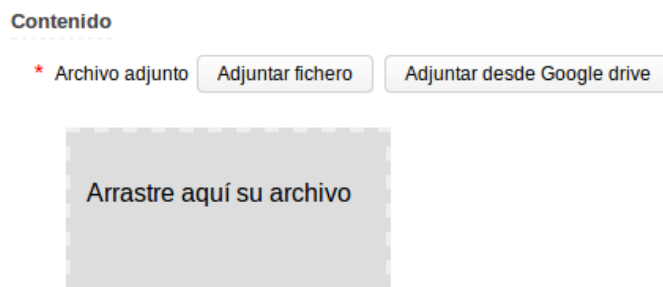 Contenido
* Archivo adjunto Adjuntar fichero Adjuntar desde Google drive
Arrastre aquí su archivo